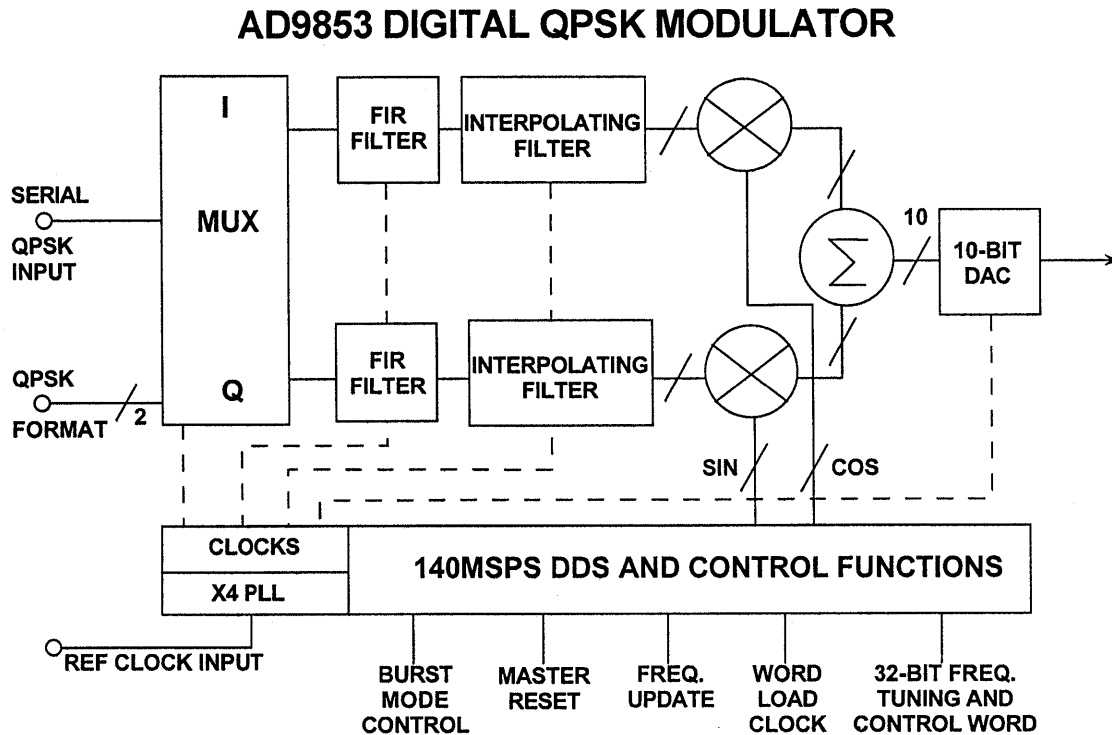 AD9853 DIGITAL QPSK MODULATOR
I
MUX
Q
FIR
FILTER
INTERPOLATING
FILTER
SERIAL
QPSK
INPUT
QPSK
FORMAT
2
FIR
FILTER
INTERPOLATING
FILTER
Σ
10
10-BIT
DAC
SIN
COS
CLOCKS
X4 PLL
140MSPS DDS AND CONTROL FUNCTIONS
REF CLOCK INPUT
BURST
MODE
CONTROL
MASTER
RESET
FREQ.
UPDATE
WORD
LOAD
CLOCK
32-BIT FREQ.
TUNING AND
CONTROL WORD